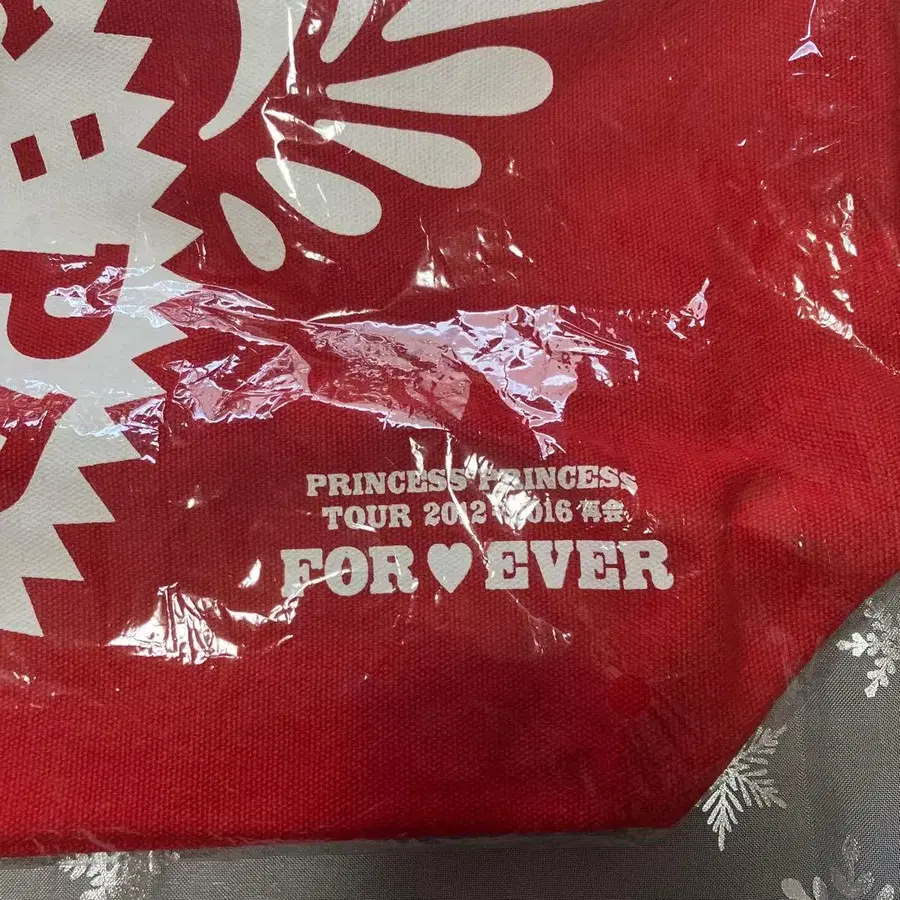 PRINCESS PRINCESS
TOUR 2012 2016 再会
FOR♥EVER